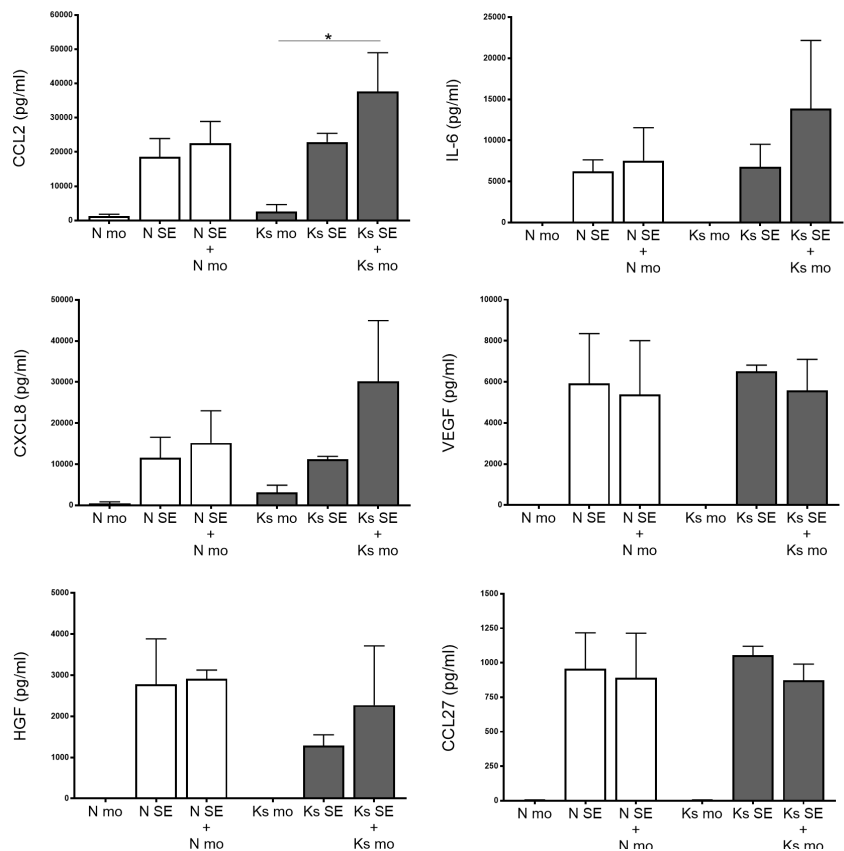 60000
50000
40000
30000
20000
10000
0
CCL2 (pg/ml)
*
N mo N SE N SE Ks mo Ks SE Ks SE
+ +
N mo Ks mo
25000
20000
15000
10000
5000
0
IL-6 (pg/ml)
N mo N SE N SE Ks mo Ks SE Ks SE
+ +
N mo Ks mo
50000
40000
30000
20000
10000
0
CXCL8 (pg/ml)
N mo N SE N SE Ks mo Ks SE Ks SE
+ +
N mo Ks mo
10000
8000
6000
4000
2000
0
VEGF (pg/ml)
N mo N SE N SE Ks mo Ks SE Ks SE
+ +
N mo Ks mo
5000
4000
3000
2000
1000
0
HGF (pg/ml)
N mo N SE N SE Ks mo Ks SE Ks SE
+ +
N mo Ks mo
1500
1250
1000
750
500
250
0
CCL27 (pg/ml)
N mo N SE N SE Ks mo Ks SE Ks SE
+ +
N mo Ks mo